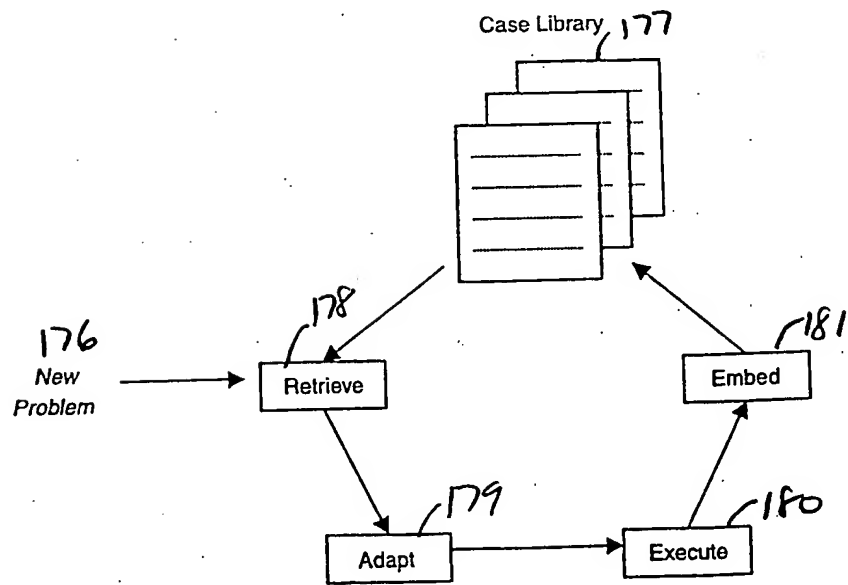 Case Library 177
176
New
Problem
178
Retrieve
181
Embed
179
Adapt
180
Execute